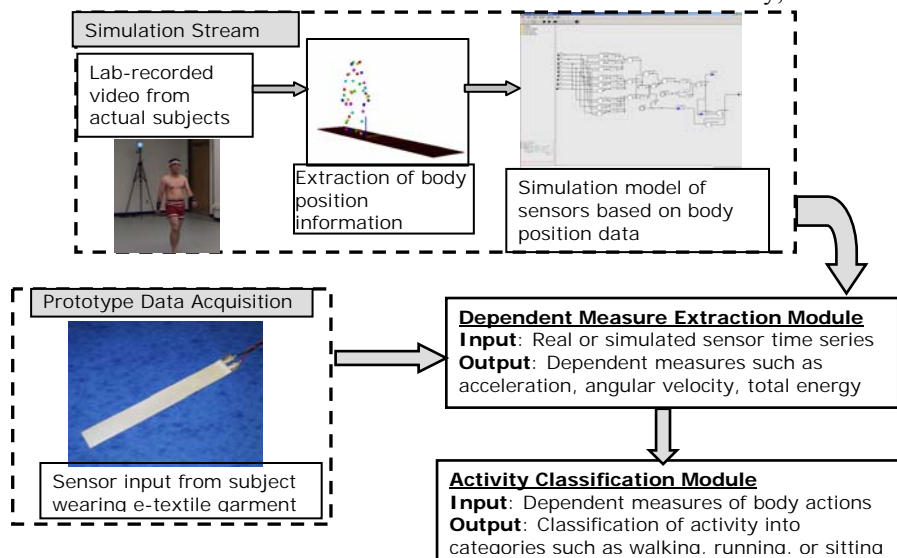 Simulation Stream
Lab-recorded
video from
actual subjects
Extraction of body
position
information
Simulation model of
sensors based on body
position data
Prototype Data Acquisition
Sensor input from subject
wearing e-textile garment
Dependent Measure Extraction Module
Input: Real or simulated sensor time series
Output: Dependent measures such as
acceleration, angular velocity, total energy
Activity Classification Module
Input: Dependent measures of body actions
Output: Classification of activity into
categories such as walking, running, or sitting